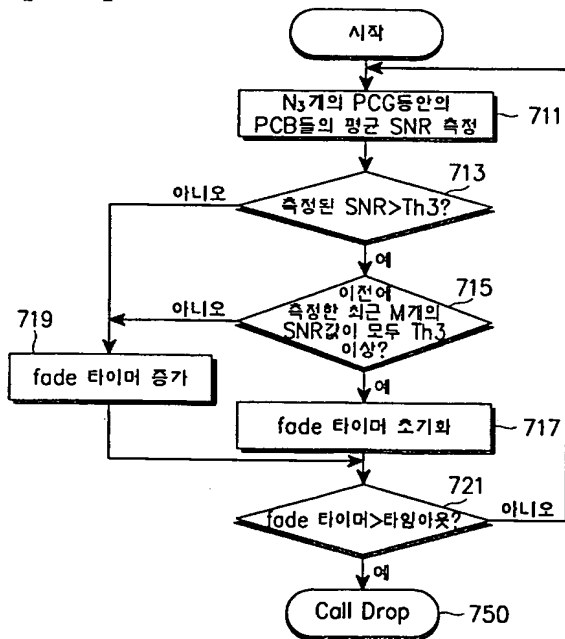 시작
N₃개의 PCG동안의
PCB들의 평균 SNR 측정
711
713
측정된 SNR>Th3?
아니오
예
715
이전에
측정한 최근 M개의
SNR값이 모두 Th3
이상?
아니오
예
719
fade 타이머 증가
fade 타이머 초기화
717
721
fade 타이머>타임아웃?
아니오
예
Call Drop
750